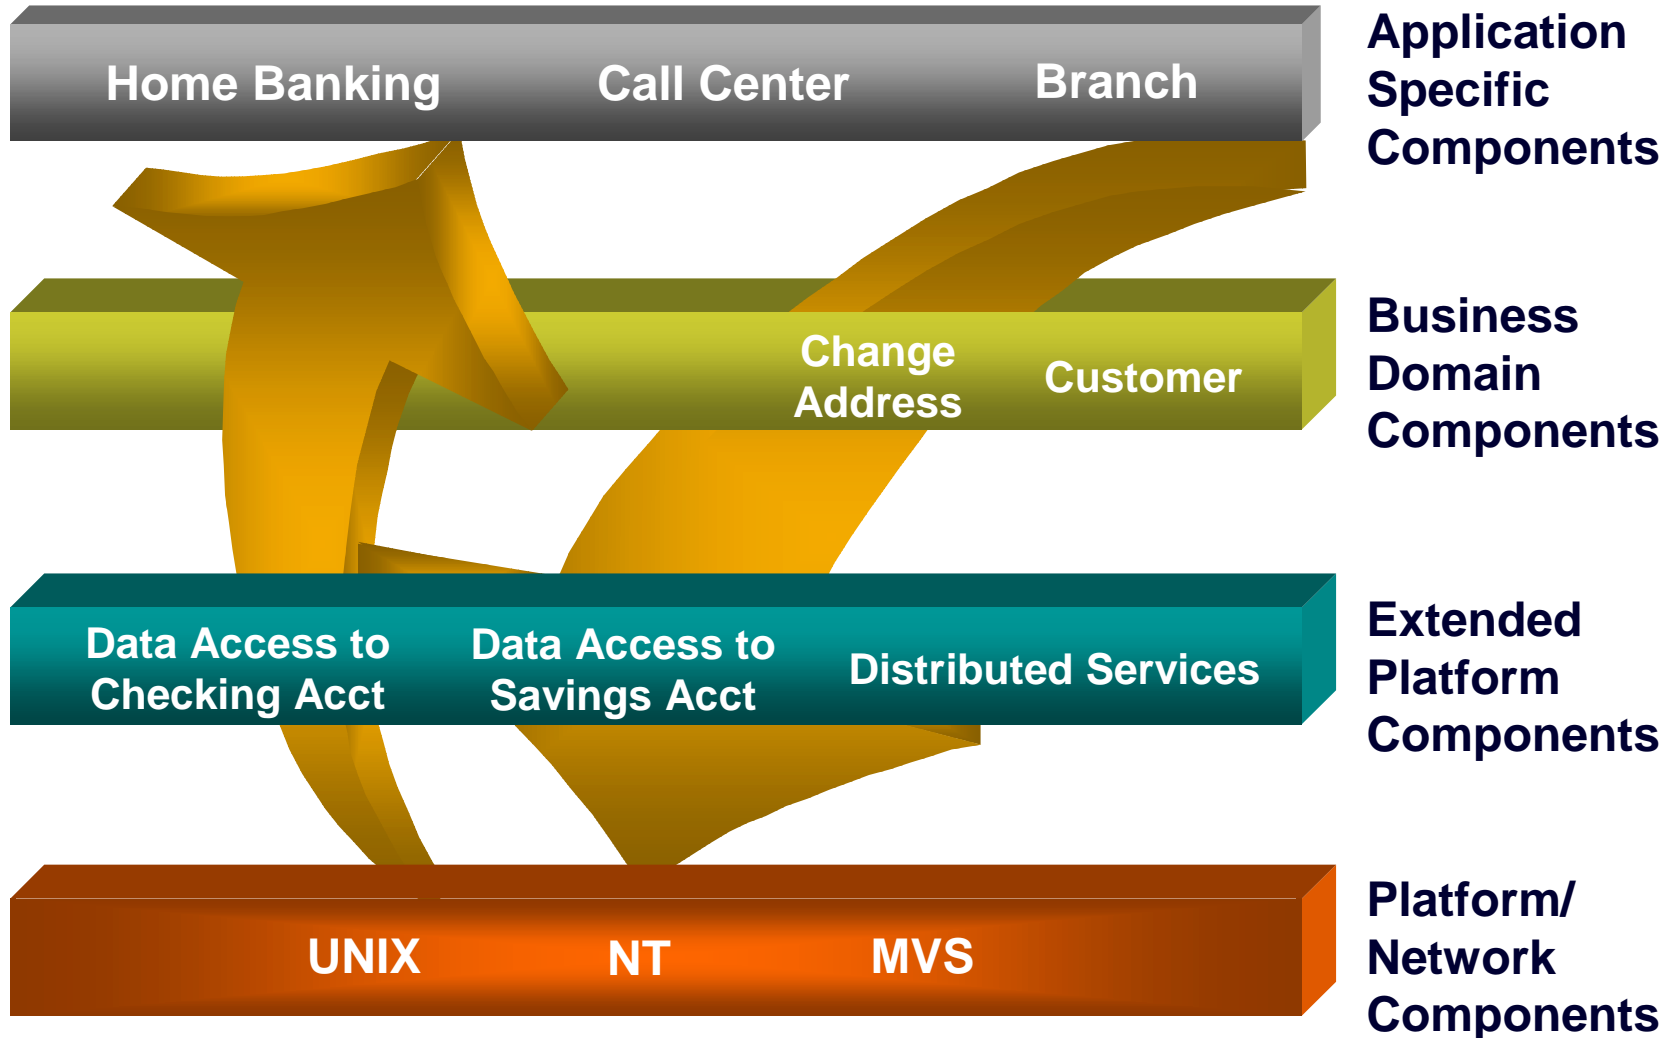 Home Banking
Call Center
Branch
Application
Specific
Components
Change
Address
Customer
Business
Domain
Components
Data Access to
Checking Acct
Data Access to
Savings Acct
Distributed Services
Extended
Platform
Components
UNIX
NT
MVS
Platform/
Network
Components